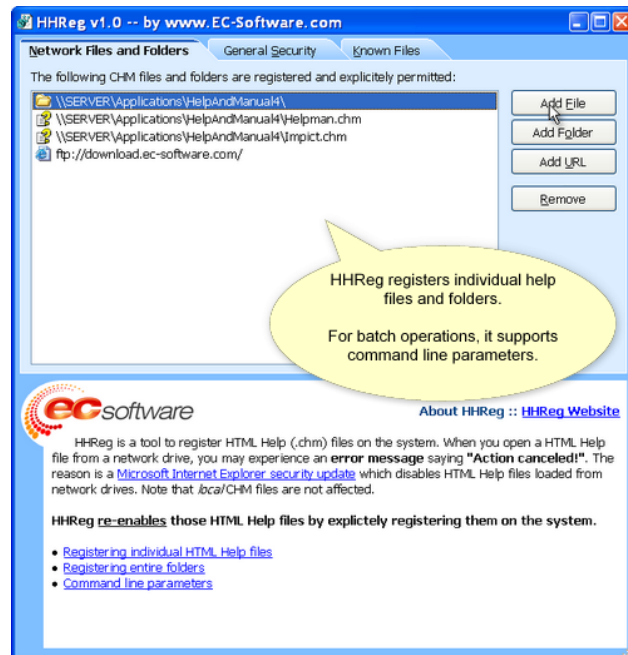 HHReg v1.0 -- by www.EC-Software.com
Network Files and Folders
General Security
Known Files
The following CHM files and folders are registered and explicitely permitted:
\\SERVER\Applications\HelpAndManual4\
\\SERVER\Applications\HelpAndManual4\Helpman.chm
\\SERVER\Applications\HelpAndManual4\Impict.chm
ftp://download.ec-software.com/
Add File
Add Folder
Add URL
Remove
HHReg registers individual help
files and folders.
For batch operations, it supports
command line parameters.
ec software
About HHReg :: HHReg Website
HHReg is a tool to register HTML Help (.chm) files on the system. When you open a HTML Help
file from a network drive, you may experience an error message saying "Action canceled!". The
reason is a Microsoft Internet Explorer security update which disables HTML Help files loaded from
network drives. Note that local CHM files are not affected.
HHReg re-enables those HTML Help files by explictely registering them on the system.
• Registering individual HTML Help files
• Registering entire folders
• Command line parameters